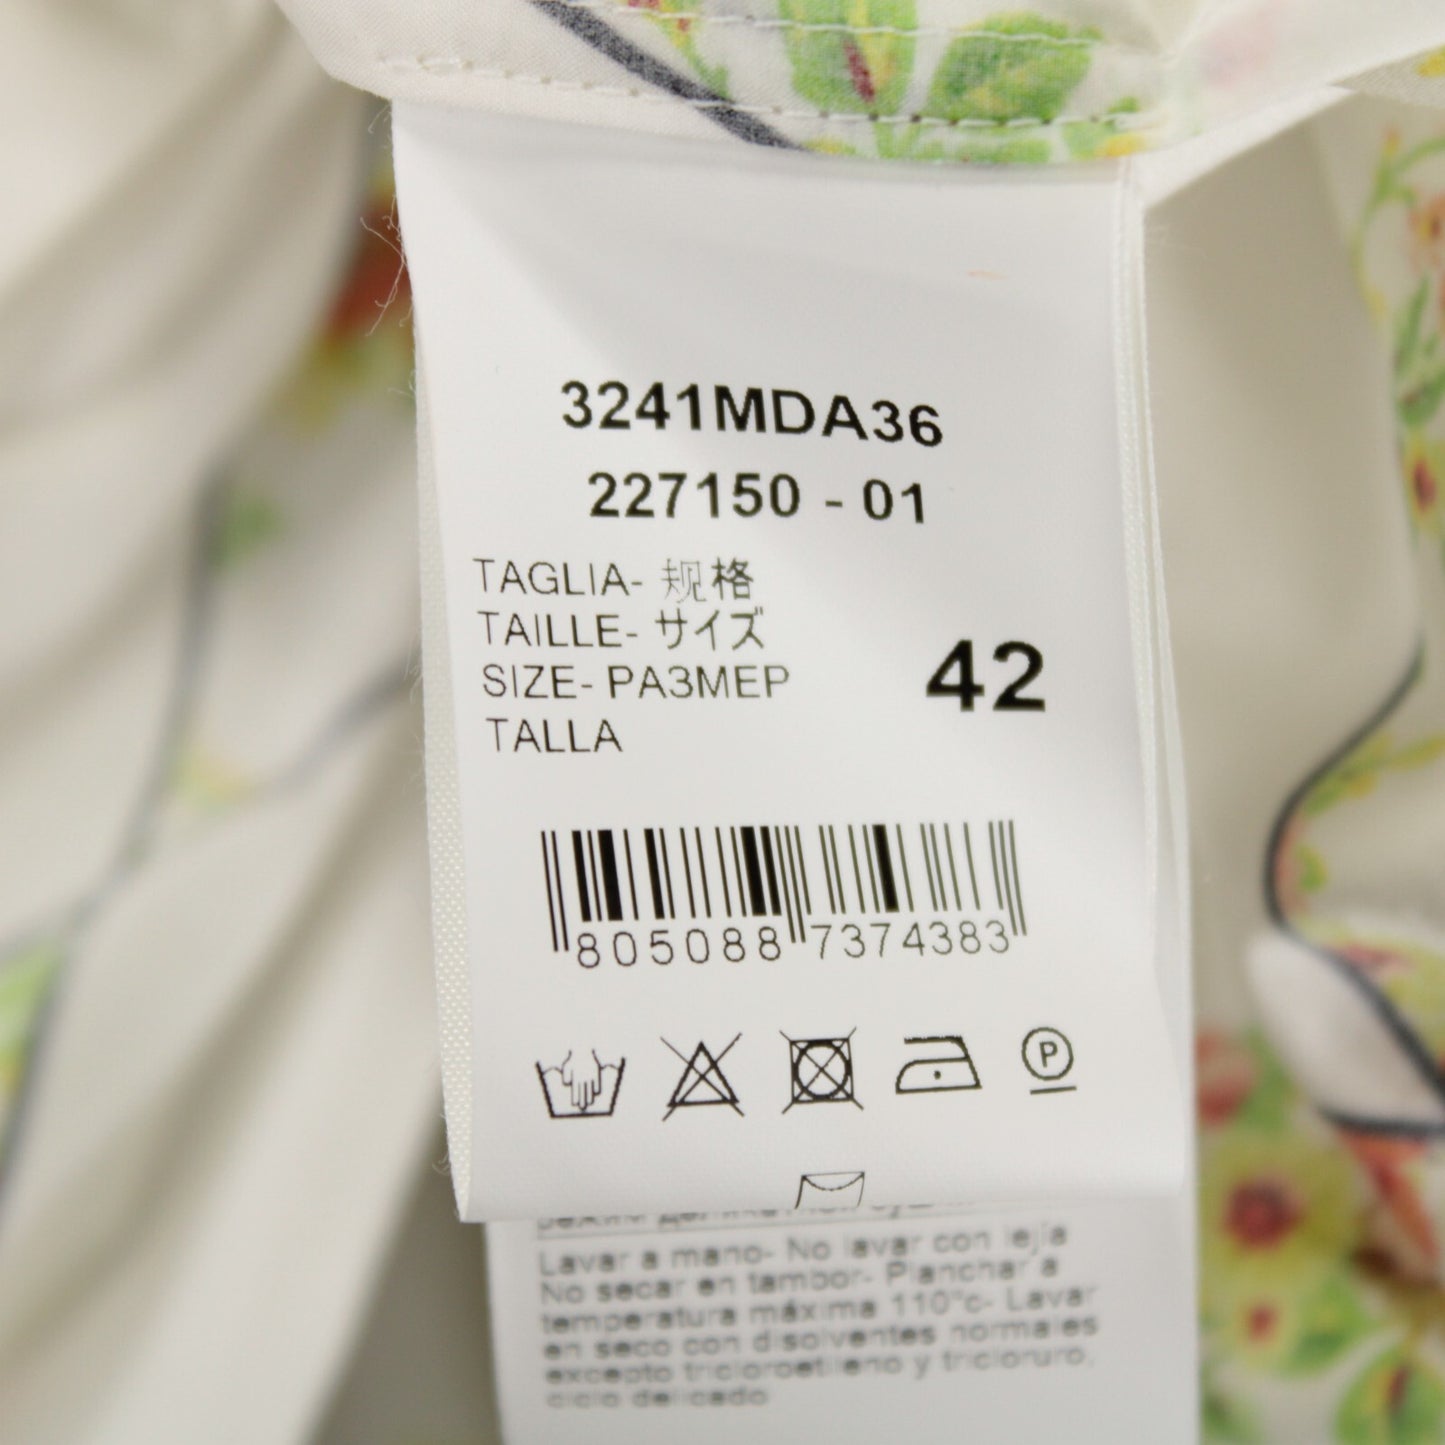 3241MDA36
227150 - 01
TAGLIA- 规格
TAILLE- サイズ
SIZE- РАЗМЕР
TALLA
42
805088 7374383
P
Lavar a mano- No lavar con lejía
No secar en tambor- Planchar a
temperatura máxima 110°c- Lavar
en seco con disolventes normales
excepto tricloroetileno y tricloruro,
ciclo delicado